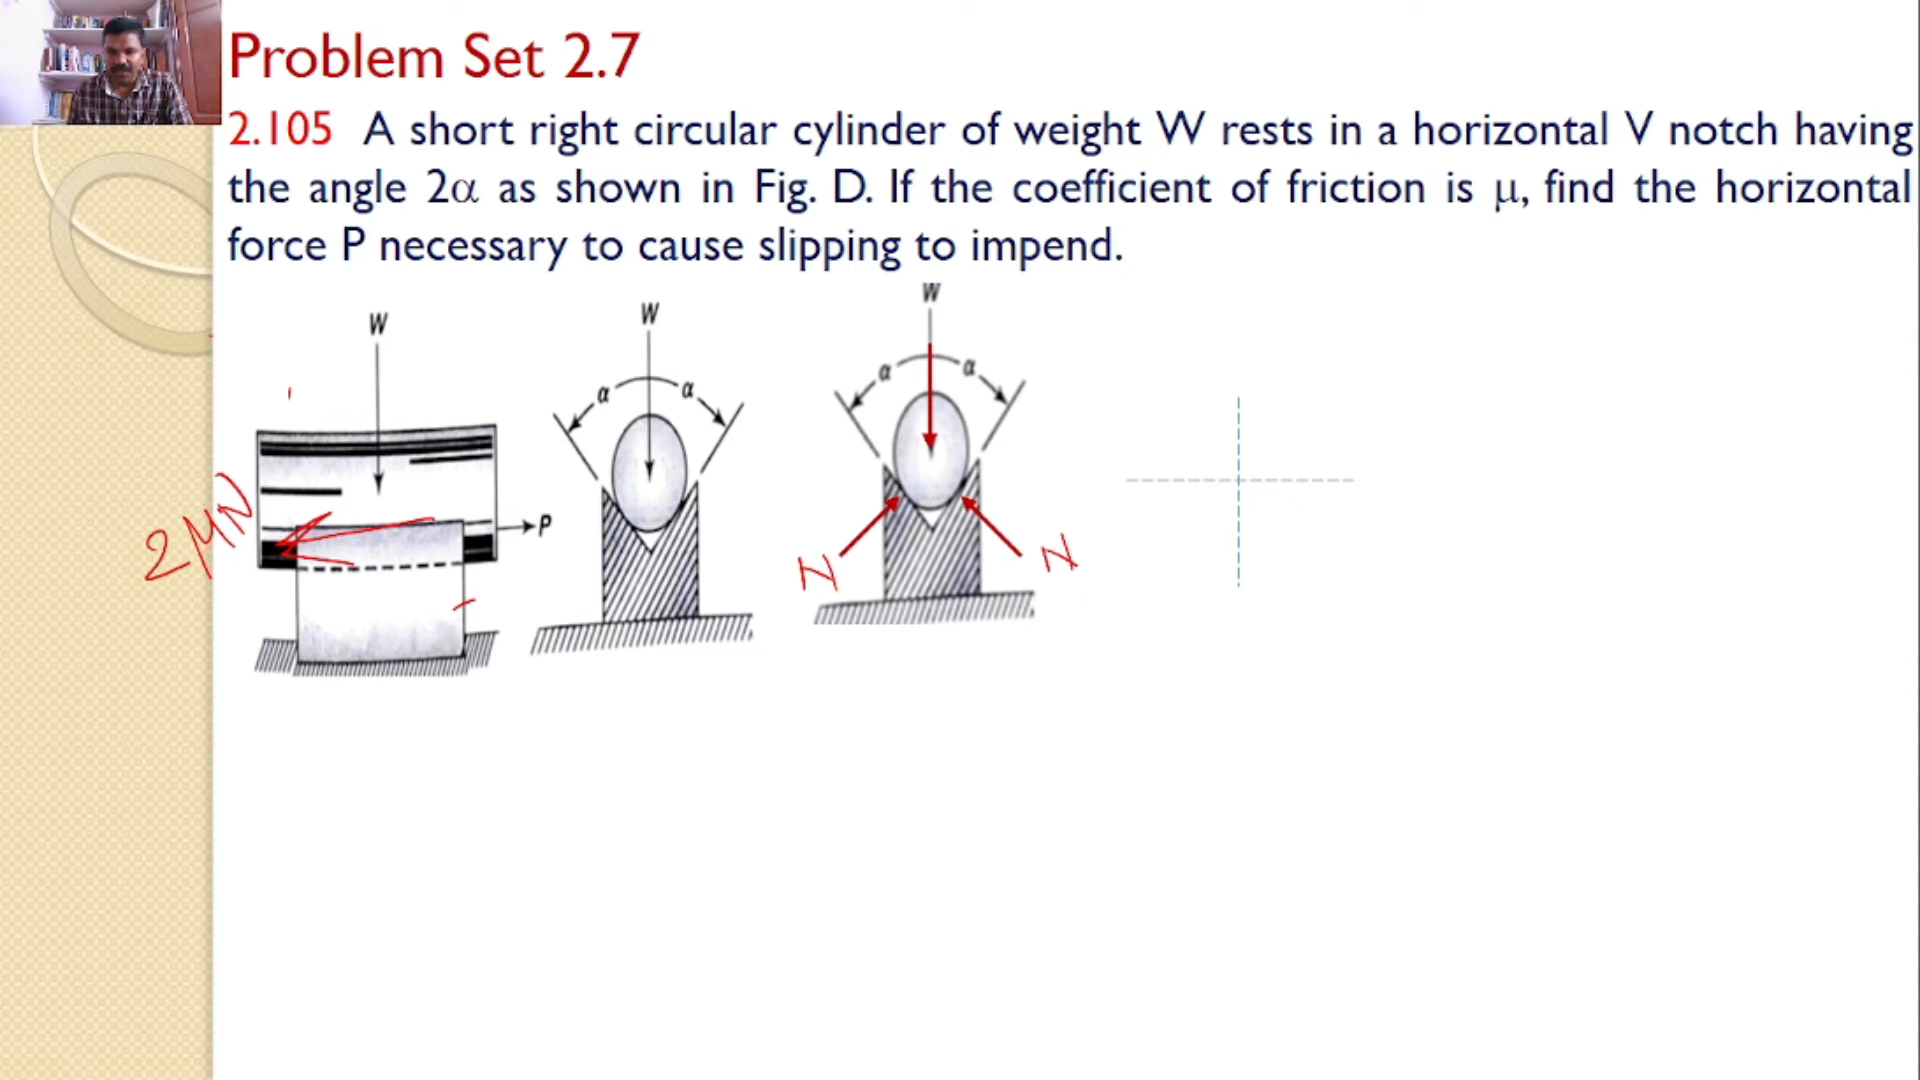 Problem Set 2.7
2.105 A short right circular cylinder of weight W rests in a horizontal V notch having
the angle 2α as shown in Fig. D. If the coefficient of friction is μ, find the horizontal
force P necessary to cause slipping to impend.
W
W
W
α
α
α
α
P
2μN
N
N